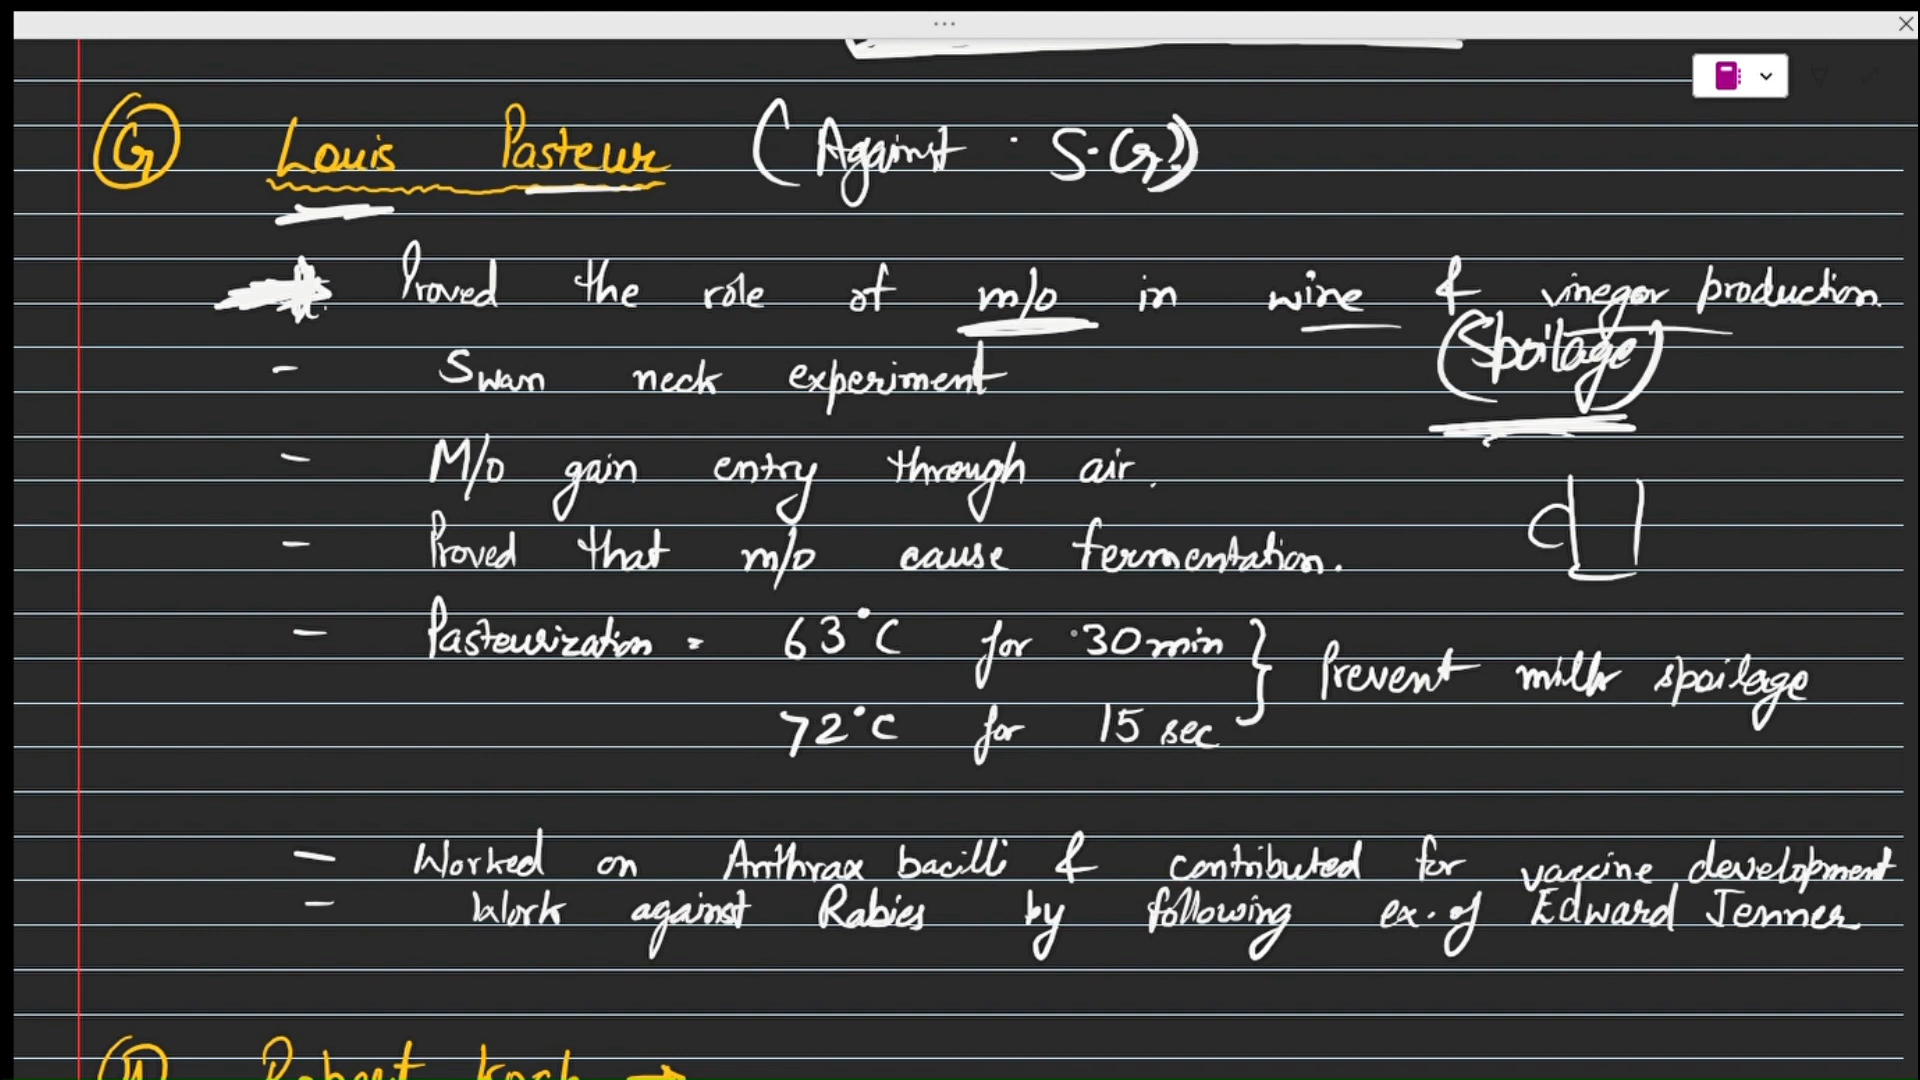 G Louis Pasteur (Against S.G.)
Proved the role of m/o in wine & vinegar production.
(Spoilage)
- Swan neck experiment
- M/o gain entry through air.
- Proved that m/o cause fermentation.
- Pasteurization = 63°C for 30 min } Prevent milk spoilage
72°C for 15 sec
- Worked on Anthrax bacilli & contributed for vaccine development
- Work against Rabies by following ex. of Edward Jenner
Robert Koch →